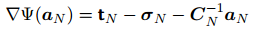 ∇Ψ(𝒂_N) = 𝐭_N − 𝝈_N − 𝑪_N^{−1}𝒂_N